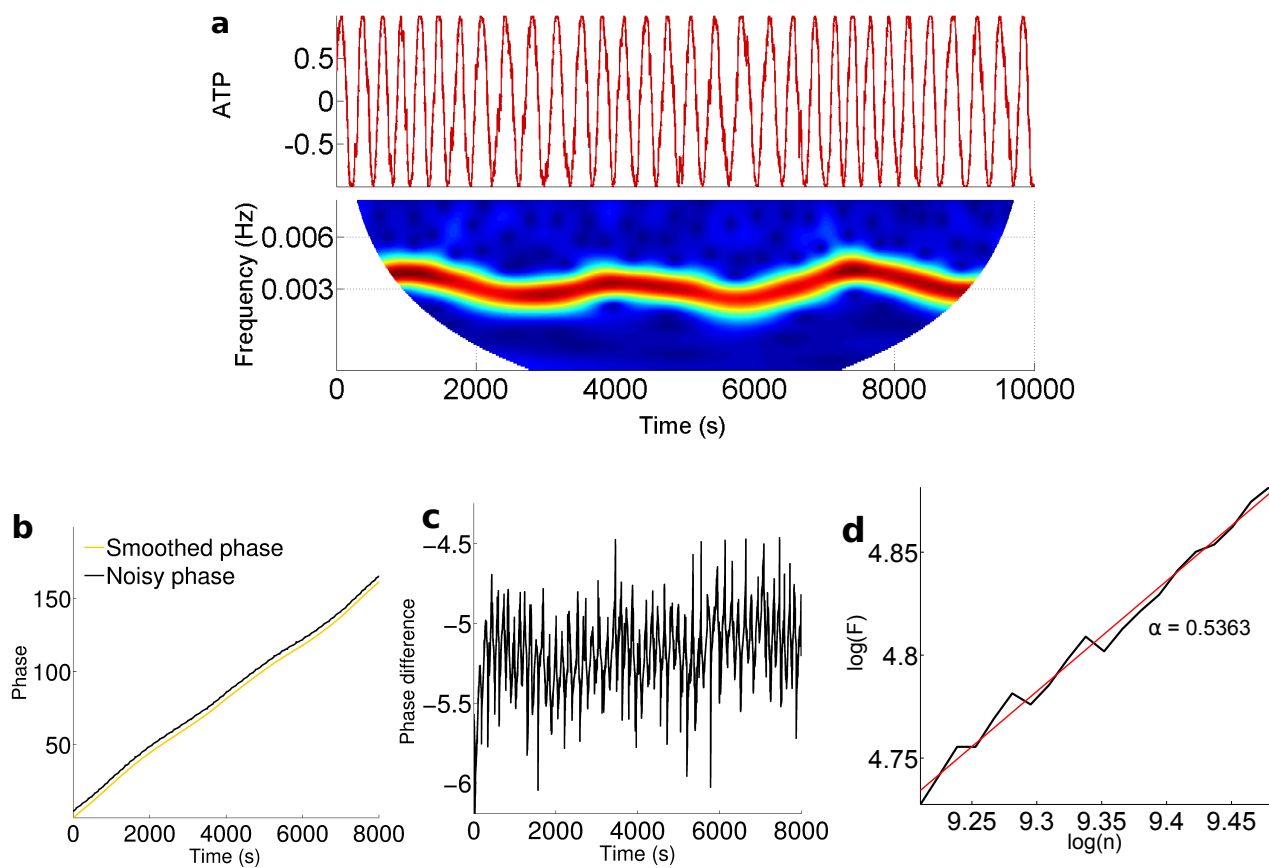 a
ATP
0.5
0
-0.5
Frequency (Hz)
0.006
0.003
0 2000 4000 6000 8000 10000
Time (s)
b
Smoothed phase
Noisy phase
Phase
150
100
50
0 2000 4000 6000 8000
Time (s)
c
Phase difference
−4.5
−5
−5.5
−6
0 2000 4000 6000 8000
Time (s)
d
log(F)
4.85
4.8
4.75
α = 0.5363
9.25 9.3 9.35 9.4 9.45
log(n)